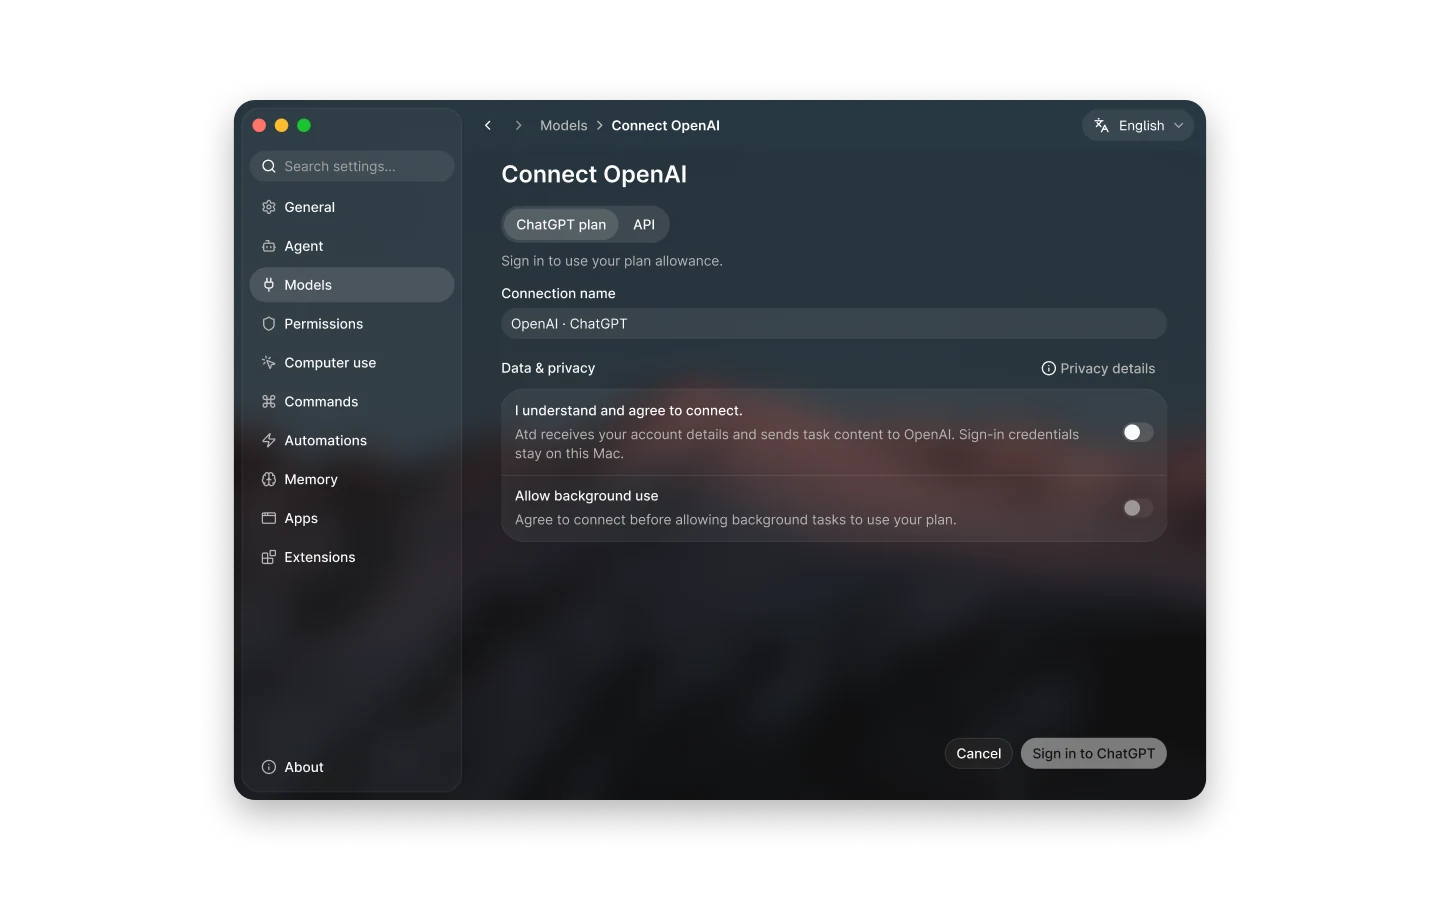 Models > Connect OpenAI
English
Search settings...
General
Agent
Models
Permissions
Computer use
Commands
Automations
Memory
Apps
Extensions
About
Connect OpenAI
ChatGPT plan
API
Sign in to use your plan allowance.
Connection name
OpenAI · ChatGPT
Data & privacy
Privacy details
I understand and agree to connect.
Atd receives your account details and sends task content to OpenAI. Sign-in credentials
stay on this Mac.
Allow background use
Agree to connect before allowing background tasks to use your plan.
Cancel
Sign in to ChatGPT